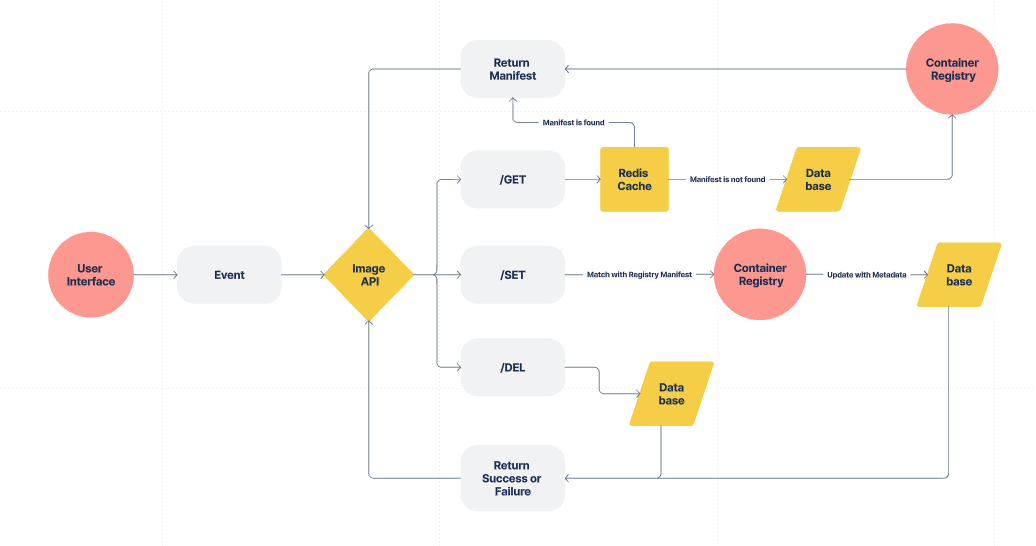 Return
Manifest
Container
Registry
Manifest is found
/GET
Redis
Cache
Manifest is not found
Data
base
User
Interface
Event
Image
API
/SET
Match with Registry Manifest
Container
Registry
Update with Metadata
Data
base
/DEL
Data
base
Return
Success or
Failure